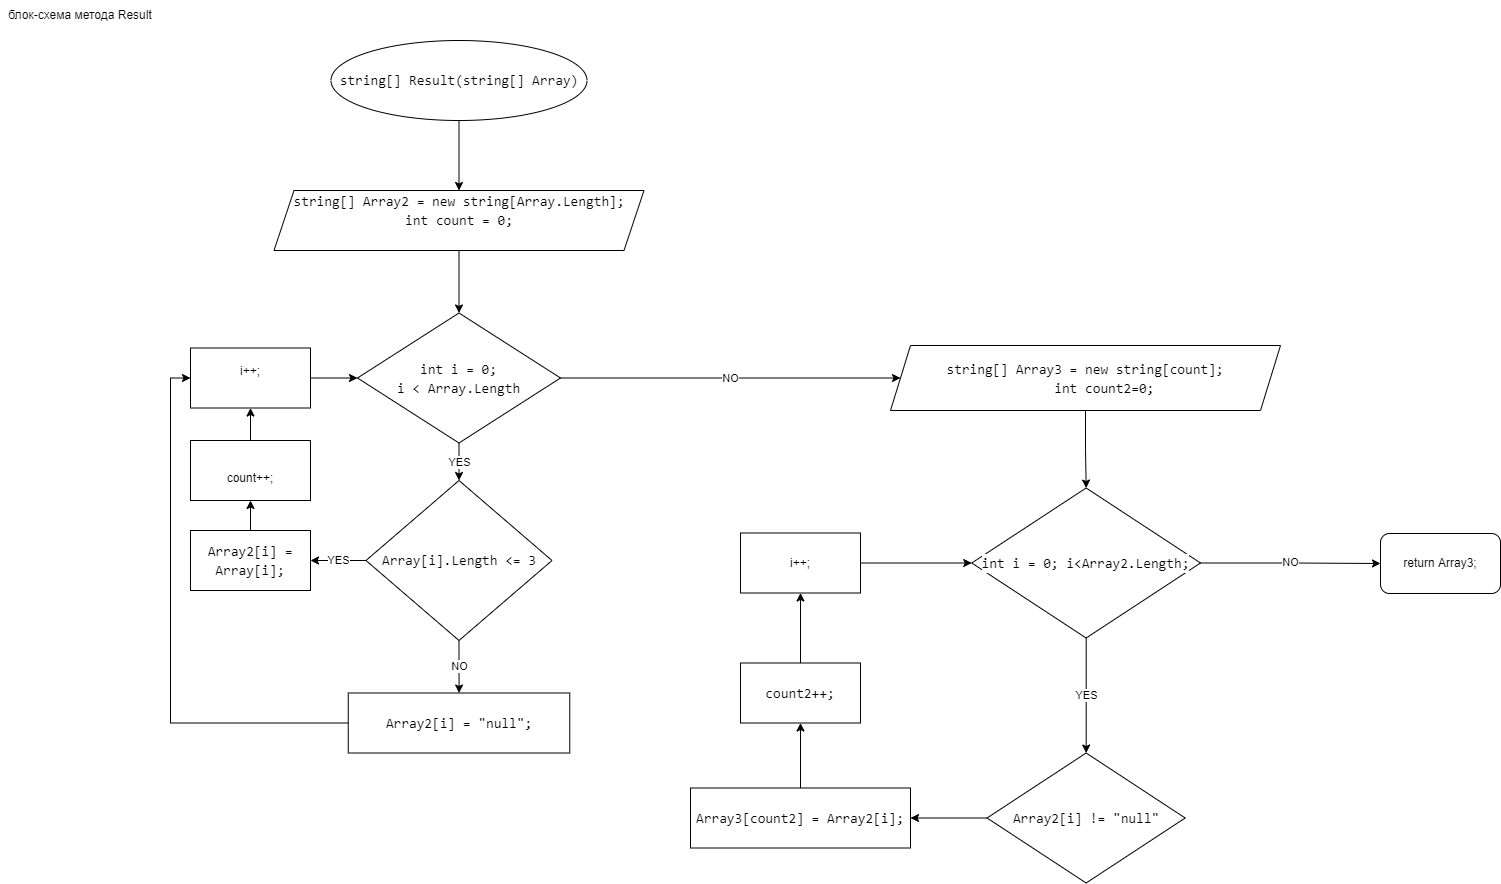 блок-схема метода Result
string[] Result(string[] Array)
string[] Array2 = new string[Array.Length];
int count = 0;
int i = 0;
i < Array.Length
i++;
NO
string[] Array3 = new string[count];
int count2=0;
YES
count++;
Array2[i] =
Array[i];
YES
Array[i].Length <= 3
NO
Array2[i] = "null";
i++;
int i = 0; i<Array2.Length;
NO
return Array3;
count2++;
YES
Array3[count2] = Array2[i];
Array2[i] != "null"